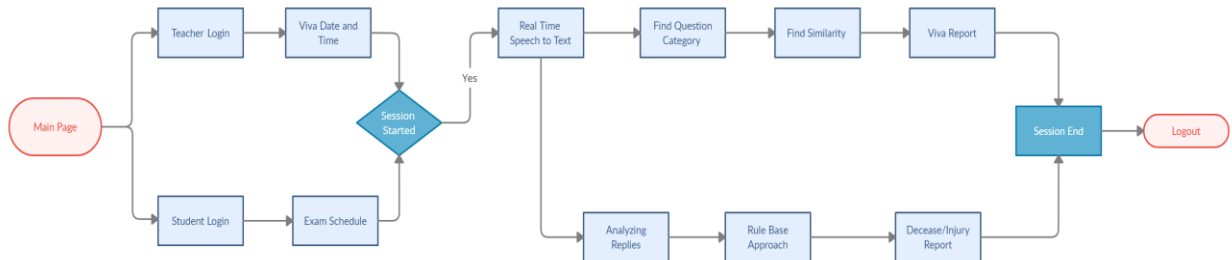 Teacher Login
Viva Date and
Time
Real Time
Speech to Text
Find Question
Category
Find Similarity
Viva Report
Yes
Main Page
Session
Started
Session End
Logout
Student Login
Exam Schedule
Analyzing
Replies
Rule Base
Approach
Decease/Injury
Report